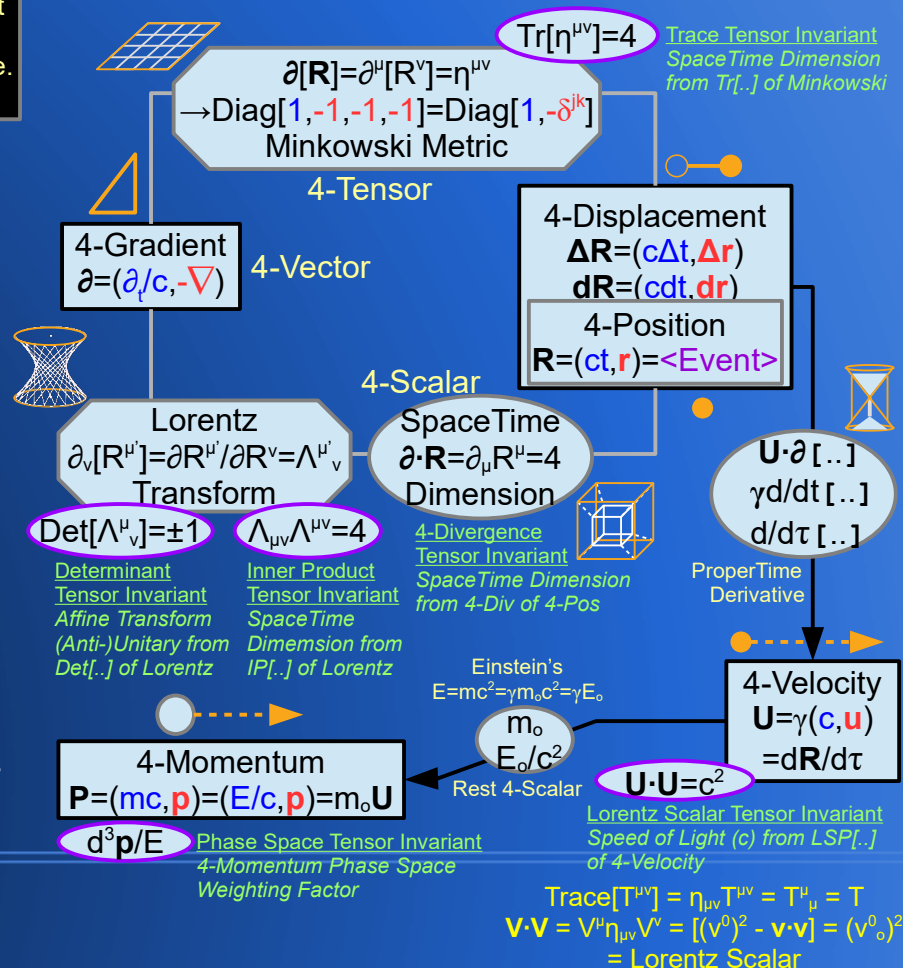 t
e.
Tr[η^μν]=4
Trace Tensor Invariant
SpaceTime Dimension
from Tr[..] of Minkowski
∂[R]=∂^μ[R^ν]=η^μν
→Diag[1,-1,-1,-1]=Diag[1,-δ^jk]
Minkowski Metric
4-Tensor
4-Gradient
∂=(∂_t/c,-∇)
4-Vector
4-Displacement
ΔR=(cΔt,Δr)
dR=(cdt,dr)
4-Position
R=(ct,r)=<Event>
4-Scalar
Lorentz
∂_ν[R^μ']=∂R^μ'/∂R^ν=Λ^μ'_ν
Transform
SpaceTime
∂·R=∂_μR^μ=4
Dimension
U·∂[..]
γd/dt[..]
d/dτ[..]
Det[Λ^μ_ν]=±1
Λ_μνΛ^μν=4
Determinant
Tensor Invariant
Affine Transform
(Anti-)Unitary from
Det[..] of Lorentz
Inner Product
Tensor Invariant
SpaceTime
Dimemsion from
IP[..] of Lorentz
4-Divergence
Tensor Invariant
SpaceTime Dimension
from 4-Div of 4-Pos
ProperTime
Derivative
Einstein's
E=mc²=γm_oc²=γE_o
m_o
E_o/c²
Rest 4-Scalar
4-Velocity
U=γ(c,u)
=dR/dτ
U·U=c²
4-Momentum
P=(mc,p)=(E/c,p)=m_oU
d³p/E
Phase Space Tensor Invariant
4-Momentum Phase Space
Weighting Factor
Lorentz Scalar Tensor Invariant
Speed of Light (c) from LSP[..]
of 4-Velocity
Trace[T^μν] = η_μνT^μν = T^μ_μ = T
V·V = V^μη_μνV^ν = [(v⁰)² - v·v] = (v⁰_o)²
= Lorentz Scalar